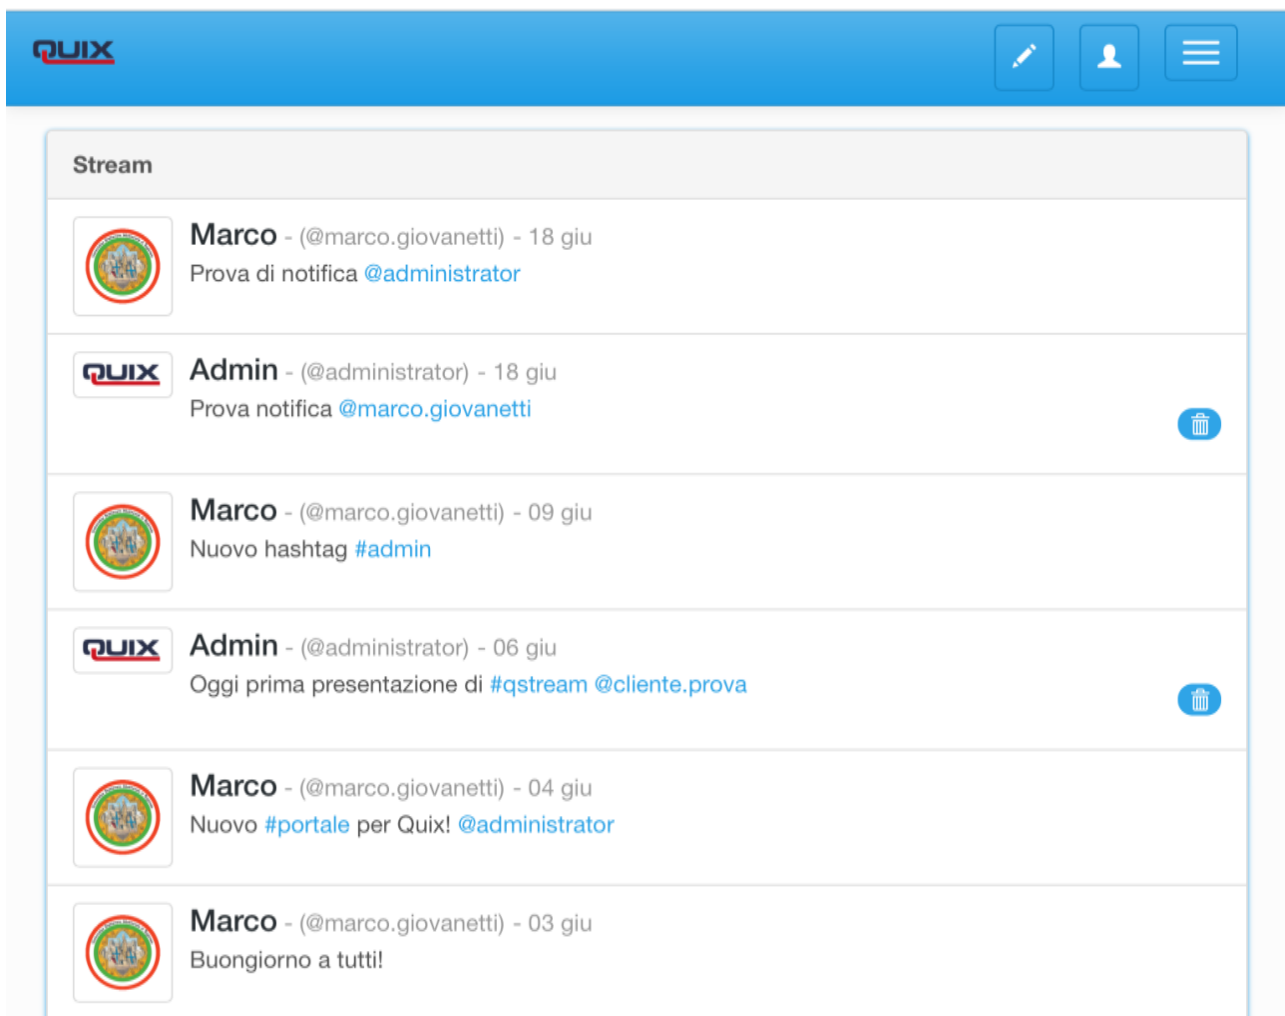 QUIX
Stream
Marco - (@marco.giovanetti) - 18 giu
Prova di notifica @administrator
QUIX
Admin - (@administrator) - 18 giu
Prova notifica @marco.giovanetti
Marco - (@marco.giovanetti) - 09 giu
Nuovo hashtag #admin
QUIX
Admin - (@administrator) - 06 giu
Oggi prima presentazione di #qstream @cliente.prova
Marco - (@marco.giovanetti) - 04 giu
Nuovo #portale per Quix! @administrator
Marco - (@marco.giovanetti) - 03 giu
Buongiorno a tutti!